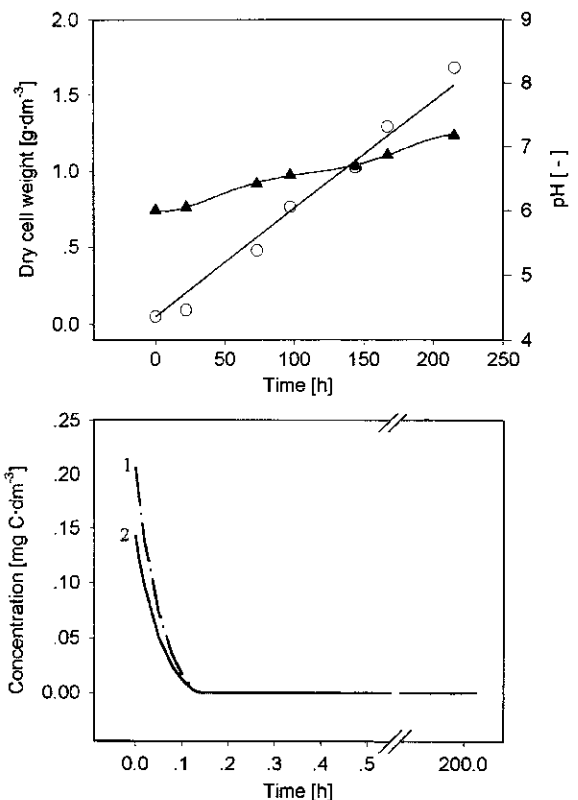 2.0
1.5
1.0
.5
0.0
Dry cell weight [g·dm-3]
9
8
7
6
5
4
pH [ - ]
0 50 100 150 200 250
Time [h]
.25
.20
.15
.10
.05
0.00
Concentration [mg C·dm-3]
1
2
0.0 .1 .2 .3 .4 .5 200.0
Time [h]